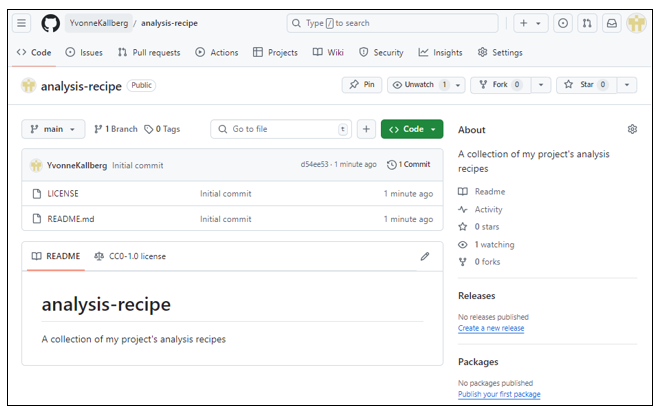 YvonneKallberg / analysis-recipe
Type / to search
Code Issues Pull requests Actions Projects Wiki Security Insights Settings
analysis-recipe Public
Pin Unwatch 1 Fork 0 Star 0
main 1 Branch 0 Tags Go to file t Code
YvonneKallberg Initial commit d54ee53 · 1 minute ago 1 Commit
LICENSE Initial commit 1 minute ago
README.md Initial commit 1 minute ago
README CC0-1.0 license
analysis-recipe
A collection of my project's analysis recipes
About
A collection of my project's analysis
recipes
Readme
Activity
0 stars
1 watching
0 forks
Releases
No releases published
Create a new release
Packages
No packages published
Publish your first package